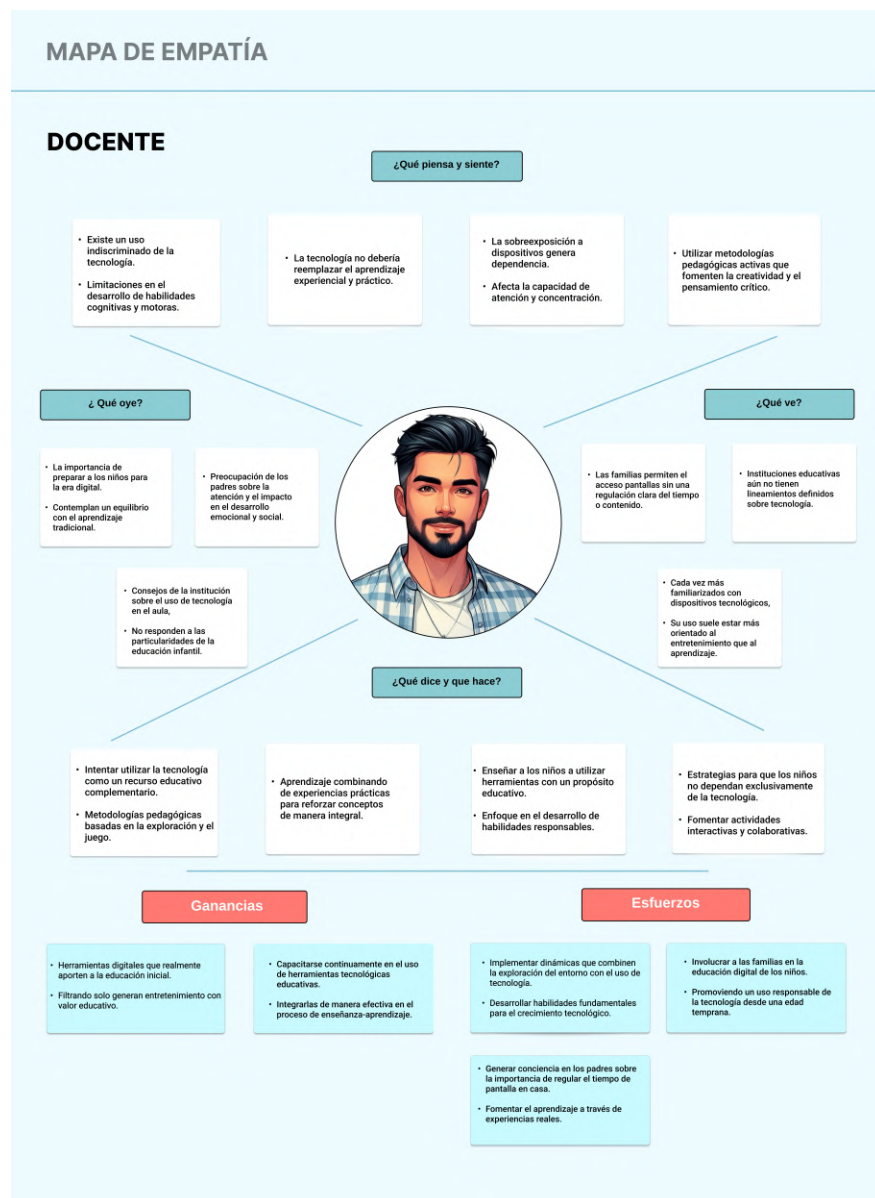 MAPA DE EMPATÍA
DOCENTE
¿Qué piensa y siente?
• Existe un uso
indiscriminado de la
tecnología.
• Limitaciones en el
desarrollo de habilidades
cognitivas y motoras.
• La tecnología no debería
reemplazar el aprendizaje
experiencial y práctico.
• La sobreexposición a
dispositivos genera
dependencia.
• Afecta la capacidad de
atención y concentración.
• Utilizar metodologías
pedagógicas activas que
fomenten la creatividad y el
pensamiento crítico.
¿ Qué oye?
• La importancia de
preparar a los niños para
la era digital.
• Contemplan un equilibrio
con el aprendizaje
tradicional.
• Preocupación de los
padres sobre la
atención y el impacto
en el desarrollo
emocional y social.
• Consejos de la institución
sobre el uso de tecnología
en el aula,
• No responden a las
particularidades de la
educación infantil.
¿Qué ve?
• Las familias permiten el
acceso pantallas sin una
regulación clara del tiempo
o contenido.
• Instituciones educativas
aún no tienen
lineamientos definidos
sobre tecnología.
• Cada vez más
familiarizados con
dispositivos tecnológicos,
• Su uso suele estar más
orientado al
entretenimiento que al
aprendizaje.
¿Qué dice y que hace?
• Intentar utilizar la tecnología
como un recurso educativo
complementario.
• Metodologías pedagógicas
basadas en la exploración y el
juego.
• Aprendizaje combinando
de experiencias prácticas
para reforzar conceptos
de manera integral.
• Enseñar a los niños a utilizar
herramientas con un propósito
educativo.
• Enfoque en el desarrollo de
habilidades responsables.
• Estrategias para que los niños
no dependan exclusivamente
de la tecnología.
• Fomentar actividades
interactivas y colaborativas.
Ganancias
• Herramientas digitales que realmente
aporten a la educación inicial.
• Filtrando solo generan entretenimiento con
valor educativo.
• Capacitarse continuamente en el uso
de herramientas tecnológicas
educativas.
• Integrarlas de manera efectiva en el
proceso de enseñanza-aprendizaje.
Esfuerzos
• Implementar dinámicas que combinen
la exploración del entorno con el uso de
tecnología.
• Desarrollar habilidades fundamentales
para el crecimiento tecnológico.
• Involucrar a las familias en la
educación digital de los niños.
• Promoviendo un uso responsable de
la tecnología desde una edad
temprana.
• Generar conciencia en los padres sobre
la importancia de regular el tiempo de
pantalla en casa.
• Fomentar el aprendizaje a través de
experiencias reales.